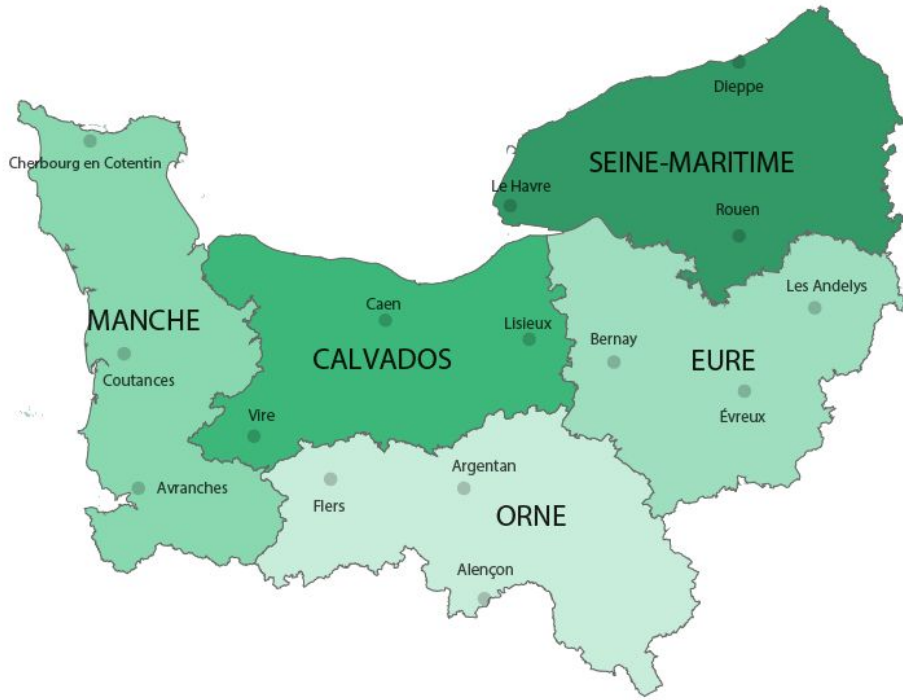 Dieppe
Cherbourg en Cotentin
SEINE-MARITIME
Le Havre
Rouen
Les Andelys
Caen
MANCHE
Lisieux
Bernay
CALVADOS
EURE
Coutances
Évreux
Vire
Argentan
Avranches
Flers
ORNE
Alençon